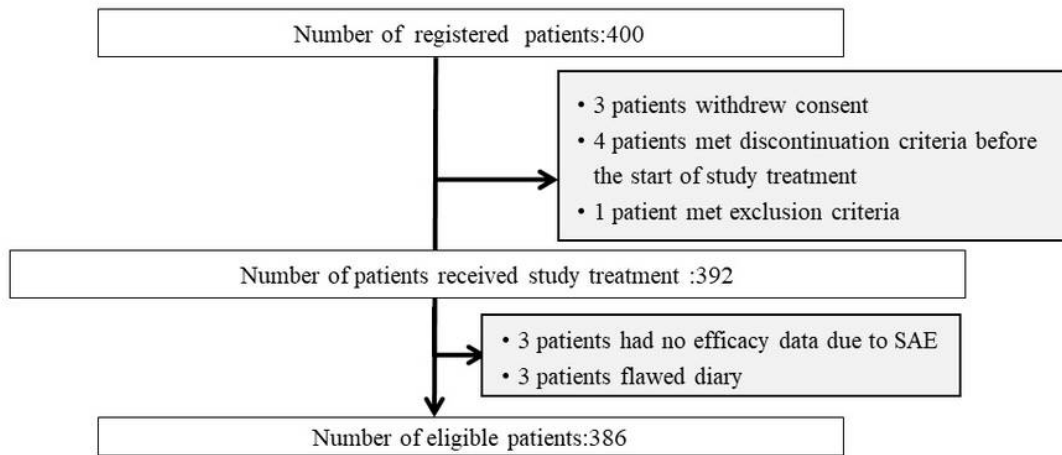 Number of registered patients:400
• 3 patients withdrew consent
• 4 patients met discontinuation criteria before
the start of study treatment
• 1 patient met exclusion criteria
Number of patients received study treatment :392
• 3 patients had no efficacy data due to SAE
• 3 patients flawed diary
Number of eligible patients:386